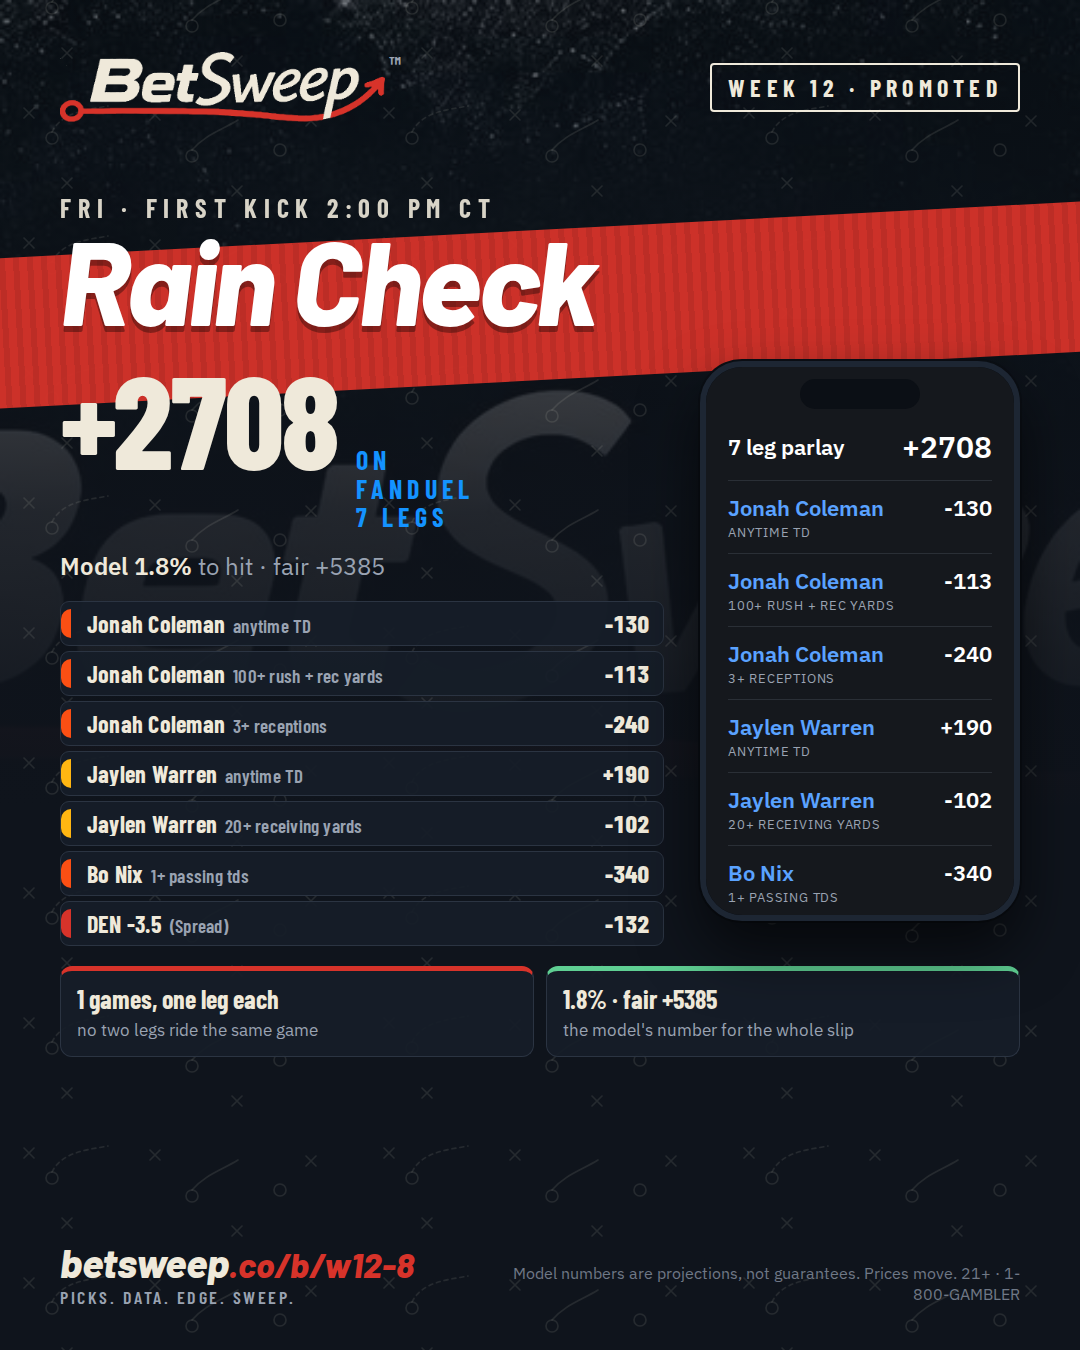 BetSweep™
WEEK 12 · PROMOTED
FRI · FIRST KICK 2:00 PM CT
Rain Check
+2708
ON
FANDUEL
7 LEGS
Model 1.8% to hit · fair +5385
Jonah Coleman anytime TD -130
Jonah Coleman 100+ rush + rec yards -113
Jonah Coleman 3+ receptions -240
Jaylen Warren anytime TD +190
Jaylen Warren 20+ receiving yards -102
Bo Nix 1+ passing tds -340
DEN -3.5 (Spread) -132
7 leg parlay +2708
Jonah Coleman -130
ANYTIME TD
Jonah Coleman -113
100+ RUSH + REC YARDS
Jonah Coleman -240
3+ RECEPTIONS
Jaylen Warren +190
ANYTIME TD
Jaylen Warren -102
20+ RECEIVING YARDS
Bo Nix -340
1+ PASSING TDS
1 games, one leg each
no two legs ride the same game
1.8% · fair +5385
the model's number for the whole slip
betsweep.co/b/w12-8
PICKS. DATA. EDGE. SWEEP.
Model numbers are projections, not guarantees. Prices move. 21+ · 1-
800-GAMBLER